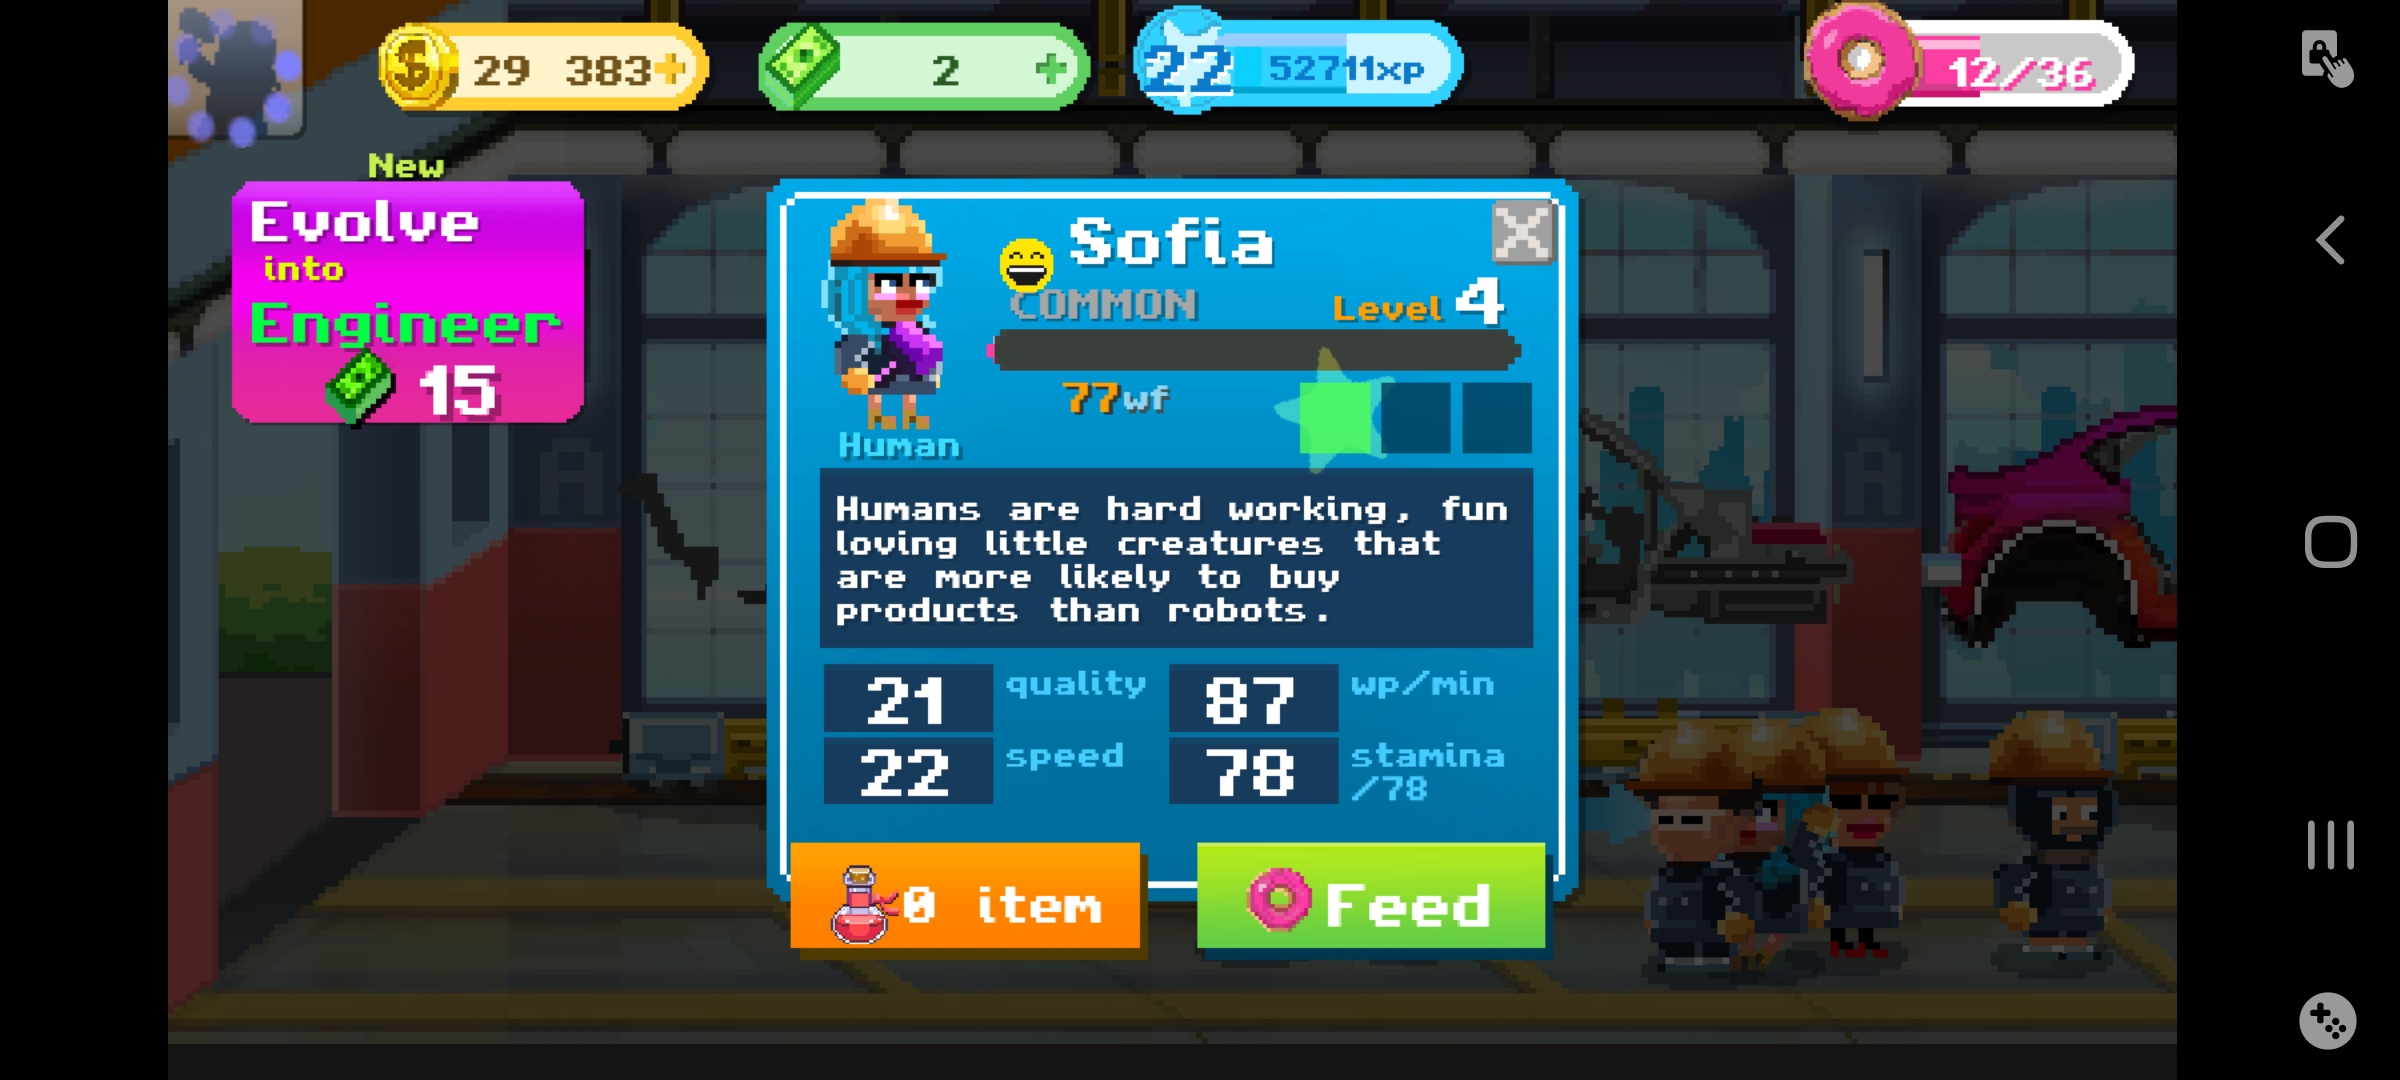 29 383+
2 +
22 52711xp
12/36
New
Evolve
into
Engineer
15
Sofia
COMMON
Level 4
77wf
Human
Humans are hard working, fun
loving little creatures that
are more likely to buy
products than robots.
21 quality 87 wp/min
22 speed 78 stamina
/78
0 item
Feed